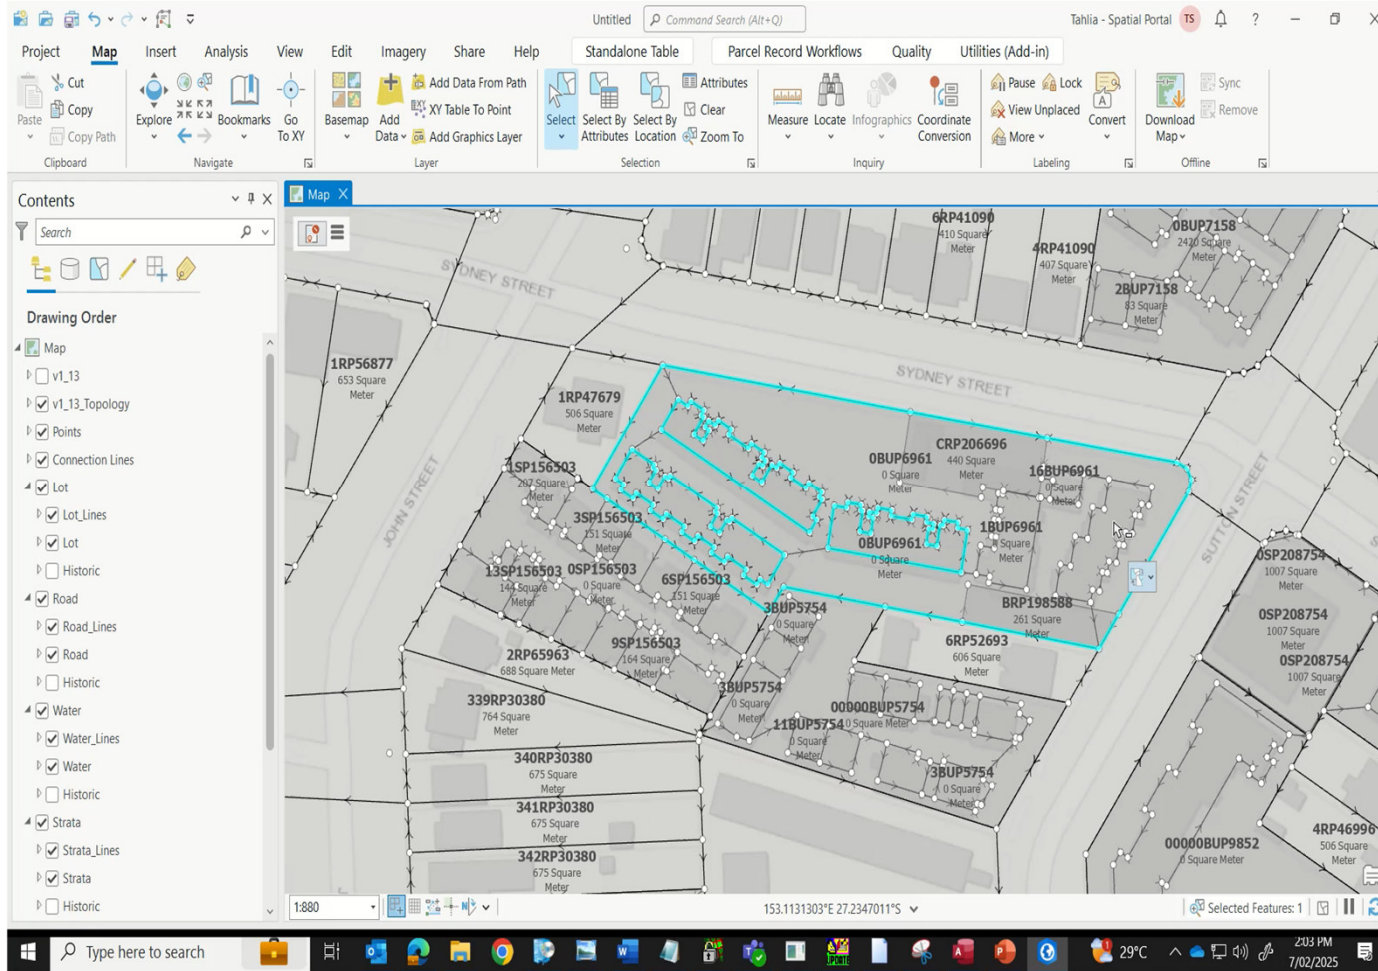 Untitled
Command Search (Alt+Q)
Tahlia - Spatial Portal
TS
?
Project
Map
Insert
Analysis
View
Edit
Imagery
Share
Help
Standalone Table
Parcel Record Workflows
Quality
Utilities (Add-in)
Paste
Cut
Copy
Copy Path
Clipboard
Explore
Bookmarks
Go
To XY
Navigate
Basemap
Add
Data
Add Data From Path
XY Table To Point
Add Graphics Layer
Layer
Select
Select By
Attributes
Select By
Location
Attributes
Clear
Zoom To
Selection
Measure
Locate
Infographics
Coordinate
Conversion
Inquiry
Pause
Lock
View Unplaced
More
Convert
Labeling
Download
Map
Sync
Remove
Offline
Contents
Search
Drawing Order
Map
v1_13
v1_13_Topology
Points
Connection Lines
Lot
Lot_Lines
Lot
Historic
Road
Road_Lines
Road
Historic
Water
Water_Lines
Water
Historic
Strata
Strata_Lines
Strata
Historic
Map
SYDNEY STREET
6RP41090
410 Square
Meter
4RP41090
407 Square
Meter
0BUP7158
2420 Square
Meter
2BUP7158
83 Square
Meter
1RP56877
653 Square
Meter
SYDNEY STREET
1RP47679
506 Square
Meter
CRP206696
440 Square
Meter
0BUP6961
0 Square
Meter
16BUP6961
0 Square
Meter
1SP156503
207 Square
Meter
JOHN STREET
SUTTON STREET
3SP156503
151 Square
Meter
1BUP6961
Square
Meter
0BUP6961
0 Square
Meter
13SP156503
144 Square
Meter
0SP156503
0 Square
Meter
6SP156503
151 Square
Meter
0SP208754
1007 Square
Meter
3BUP5754
0 Square
Meter
BRP198588
261 Square
Meter
0SP208754
1007 Square
Meter
9SP156503
164 Square
Meter
6RP52693
606 Square
Meter
2RP65963
688 Square Meter
0SP208754
1007 Square
Meter
3BUP5754
0 Square
Meter
339RP30380
764 Square
Meter
00000BUP5754
0 Square Meter
11BUP5754
0 Square
Meter
340RP30380
675 Square
Meter
3BUP5754
0 Square
Meter
341RP30380
675 Square
Meter
4RP46996
506 Square
Meter
00000BUP9852
0 Square Meter
342RP30380
675 Square
Meter
1:880
153.1131303°E 27.2347011°S
Selected Features: 1
Type here to search
29°C
2:03 PM
7/02/2025